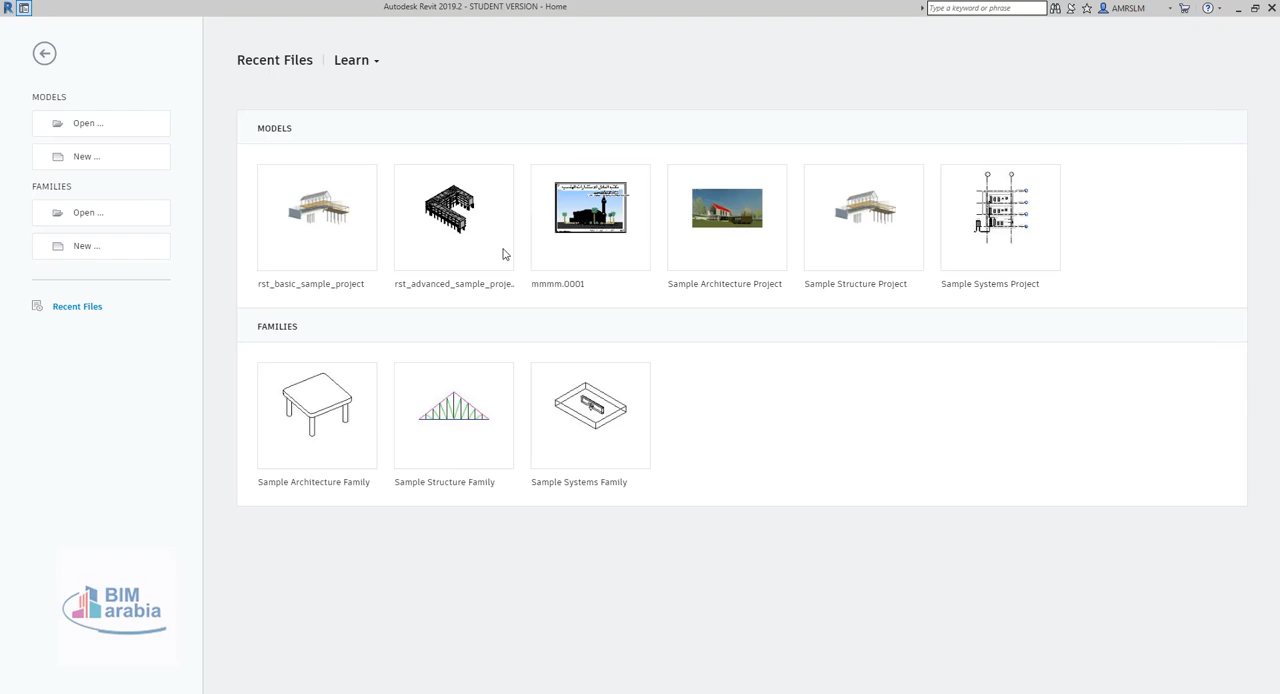 Autodesk Revit 2019.2 - STUDENT VERSION - Home
Type a keyword or phrase
AMRSLM
Recent Files
Learn
MODELS
Open ...
New ...
FAMILIES
Open ...
New ...
Recent Files
MODELS
rst_basic_sample_project
rst_advanced_sample_proje..
mmmm.0001
Sample Architecture Project
Sample Structure Project
Sample Systems Project
FAMILIES
Sample Architecture Family
Sample Structure Family
Sample Systems Family
BIM
arabia